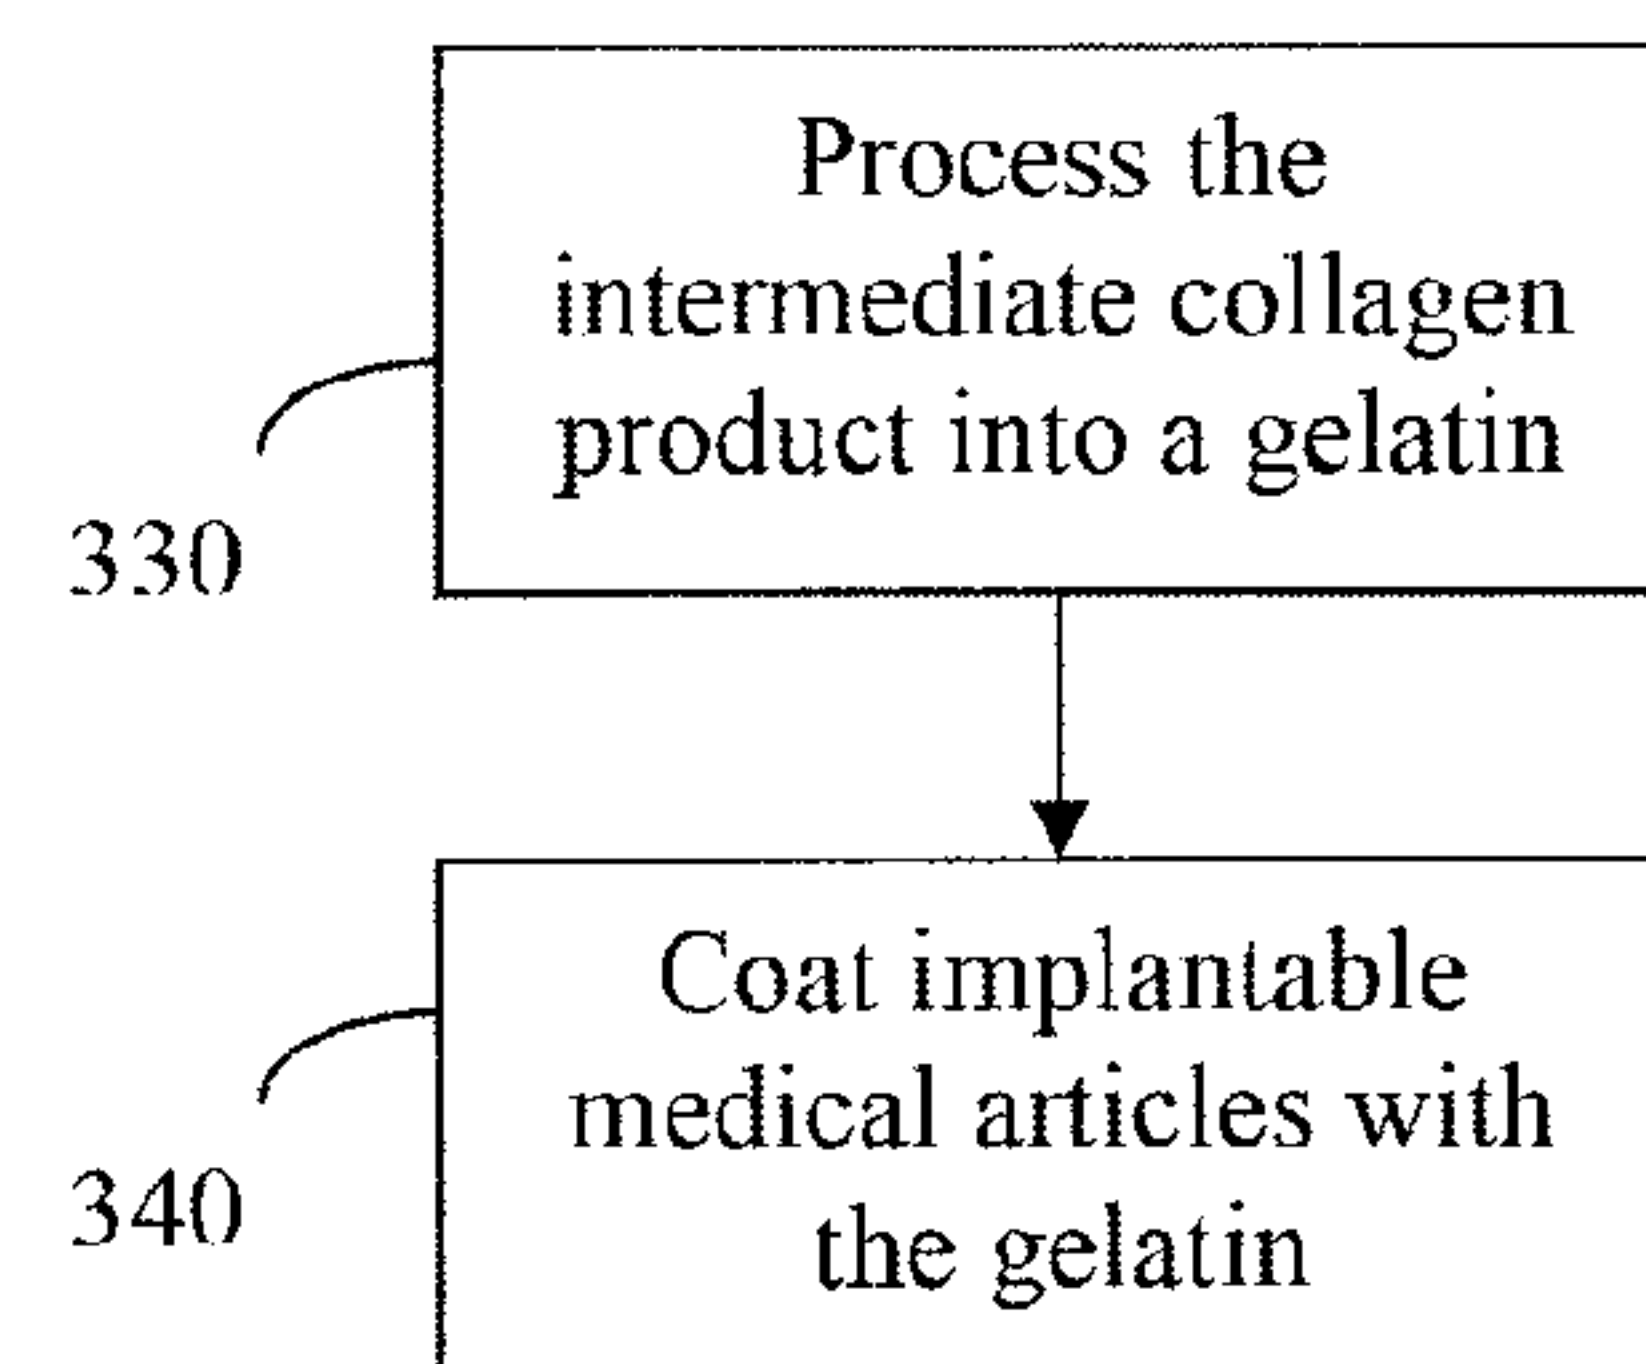 Process the
intermediate collagen
product into a gelatin
330
Coat implantable
medical articles with
the gelatin
340